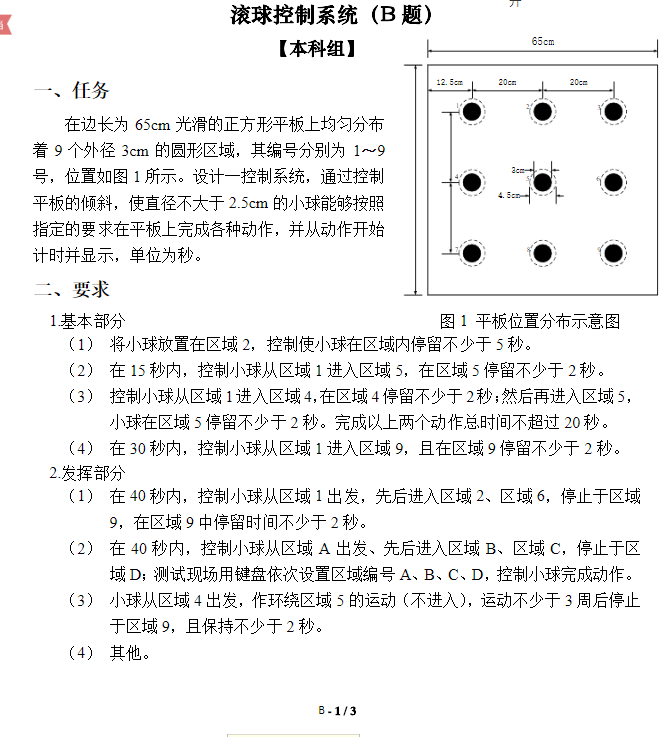 滚球控制系统（B 题）
【本科组】
65cm
12.5cm 20cm 20cm
一、任务
在边长为 65cm 光滑的正方形平板上均匀分布
着 9 个外径 3cm 的圆形区域，其编号分别为 1～9
号，位置如图 1 所示。设计一控制系统，通过控制
平板的倾斜，使直径不大于 2.5cm 的小球能够按照
指定的要求在平板上完成各种动作，并从动作开始
计时并显示，单位为秒。
1 2 3
4 5 6
3cm
4.5cm
7 8 9
二、要求
1.基本部分
图 1 平板位置分布示意图
（1） 将小球放置在区域 2，控制使小球在区域内停留不少于 5 秒。
（2） 在 15 秒内，控制小球从区域 1 进入区域 5，在区域 5 停留不少于 2 秒。
（3） 控制小球从区域 1 进入区域 4，在区域 4 停留不少于 2 秒；然后再进入区域 5，
小球在区域 5 停留不少于 2 秒。完成以上两个动作总时间不超过 20 秒。
（4） 在 30 秒内，控制小球从区域 1 进入区域 9，且在区域 9 停留不少于 2 秒。
2.发挥部分
（1） 在 40 秒内，控制小球从区域 1 出发，先后进入区域 2、区域 6，停止于区域
9，在区域 9 中停留时间不少于 2 秒。
（2） 在 40 秒内，控制小球从区域 A 出发、先后进入区域 B、区域 C，停止于区
域 D；测试现场用键盘依次设置区域编号 A、B、C、D，控制小球完成动作。
（3） 小球从区域 4 出发，作环绕区域 5 的运动（不进入），运动不少于 3 周后停止
于区域 9，且保持不少于 2 秒。
（4） 其他。
B - 1 / 3